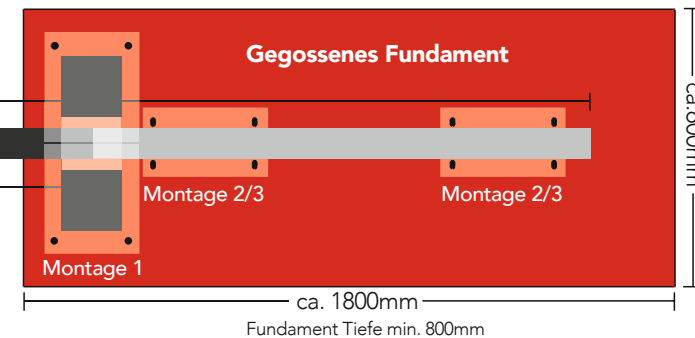 Gegossenes Fundament
Montage 2/3
Montage 2/3
Montage 1
ca. 1800mm
Fundament Tiefe min. 800mm